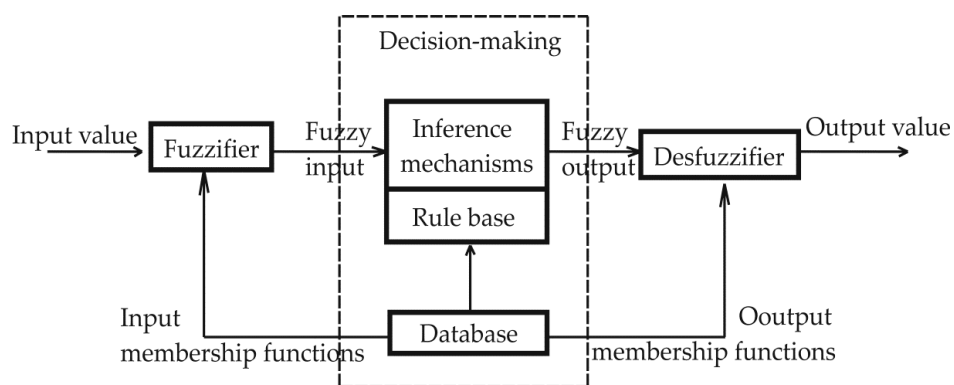 Decision-making
Input value
Fuzzifier
Fuzzy
input
Inference
mechanisms
Rule base
Fuzzy
output
Desfuzzifier
Output value
Input
membership functions
Database
Ooutput
membership functions